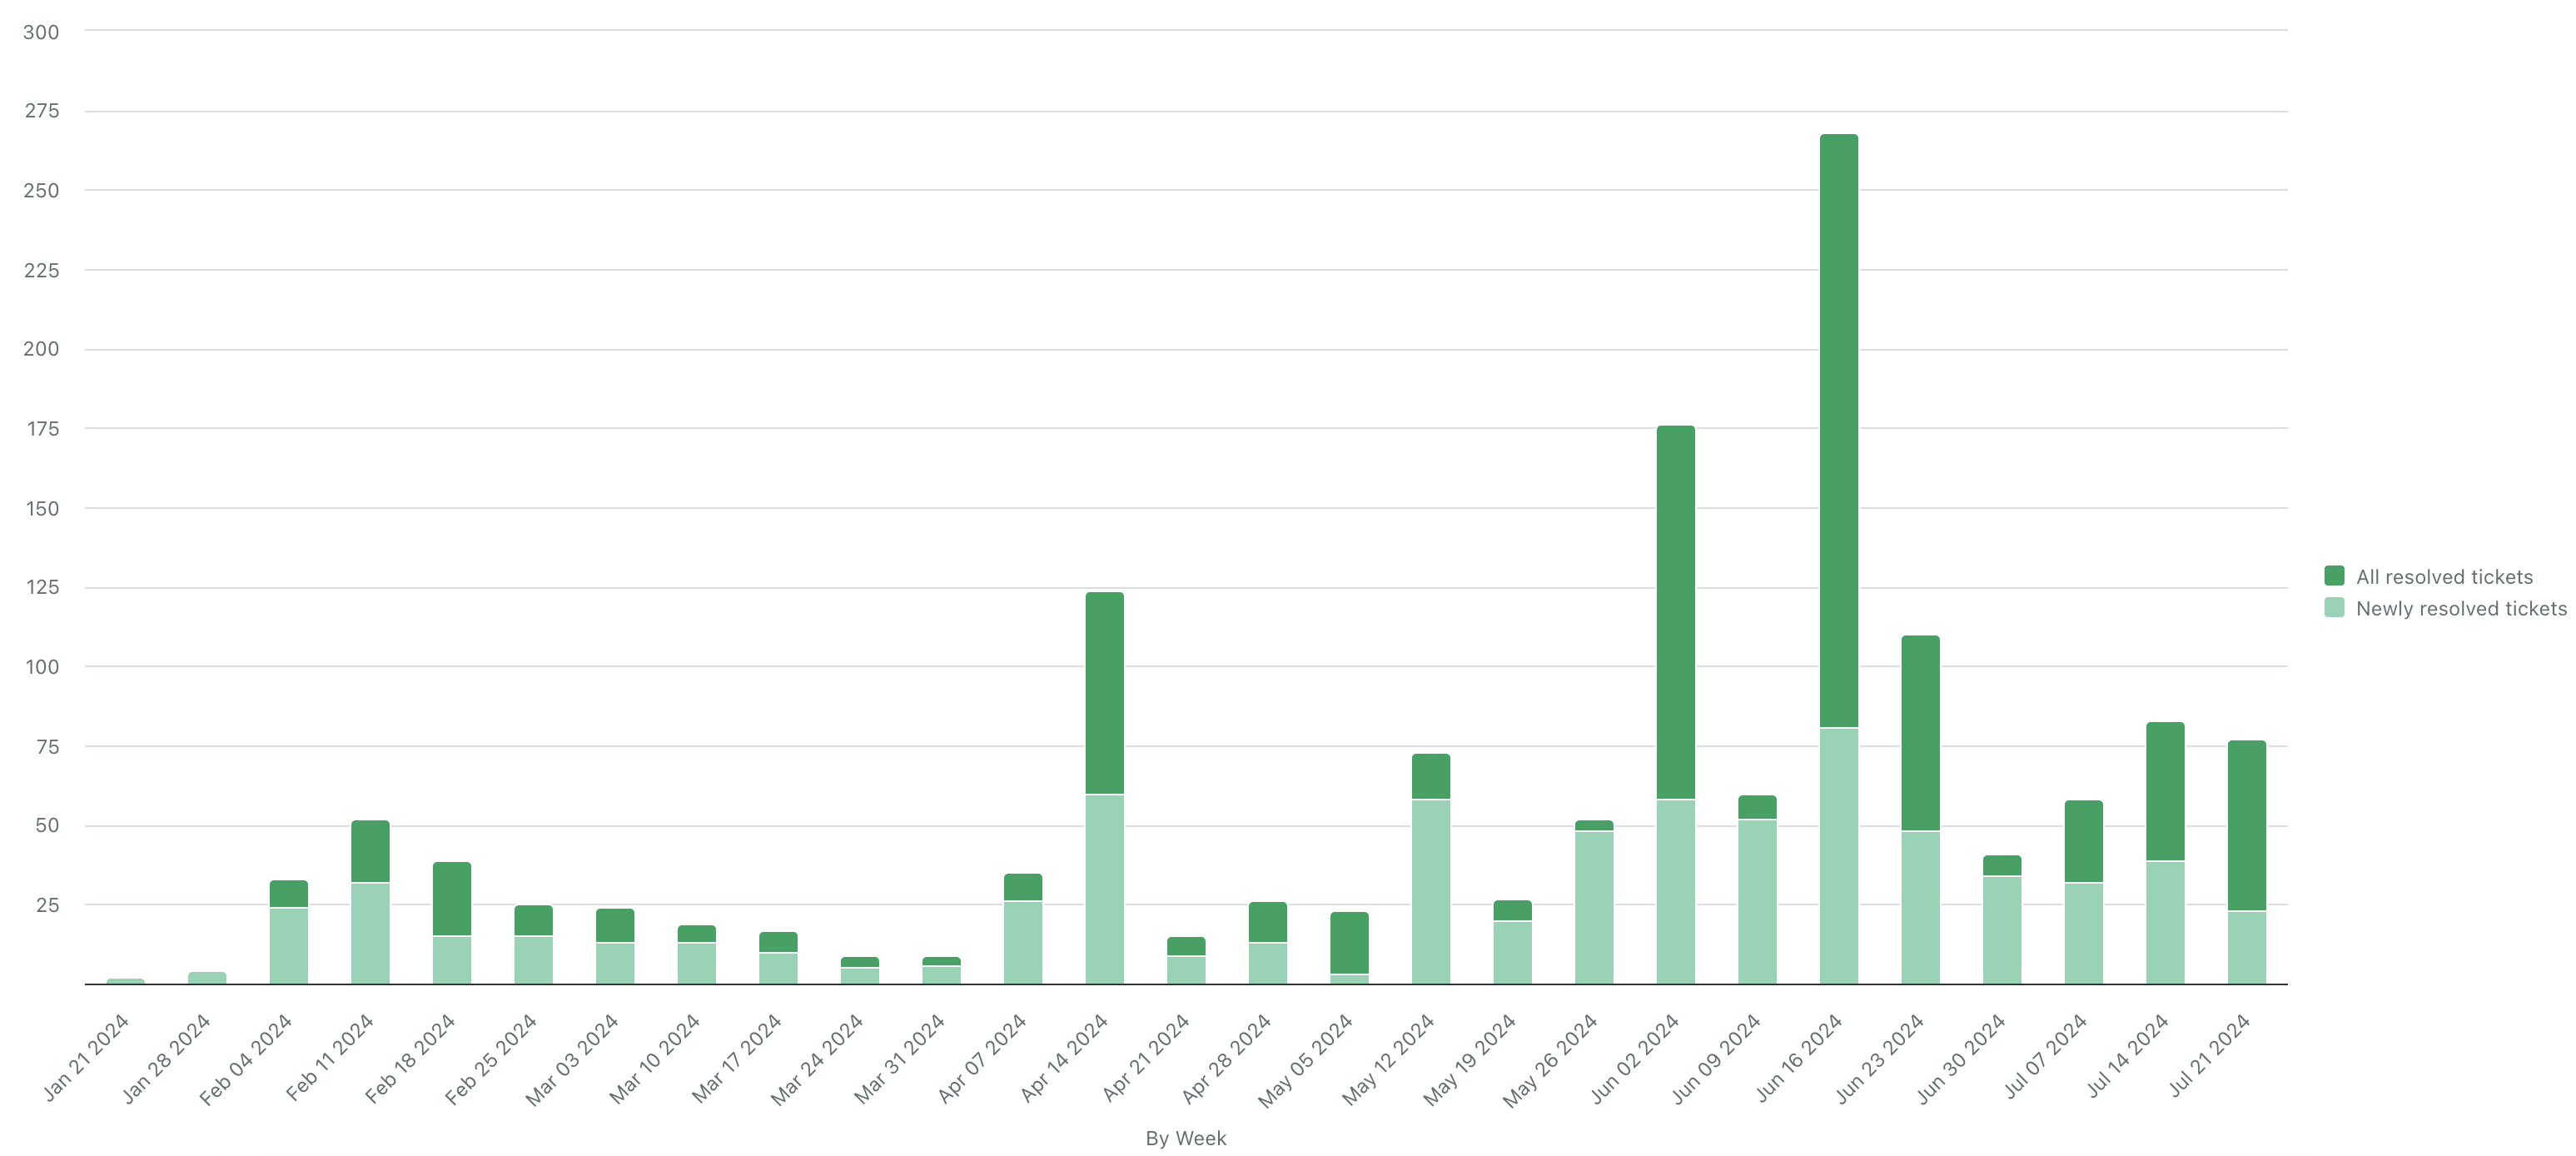 300
275
250
225
200
175
150
125
100
75
50
25
Jan 21 2024
Jan 28 2024
Feb 04 2024
Feb 11 2024
Feb 18 2024
Feb 25 2024
Mar 03 2024
Mar 10 2024
Mar 17 2024
Mar 24 2024
Mar 31 2024
Apr 07 2024
Apr 14 2024
Apr 21 2024
Apr 28 2024
May 05 2024
May 12 2024
May 19 2024
May 26 2024
Jun 02 2024
Jun 09 2024
Jun 16 2024
Jun 23 2024
Jun 30 2024
Jul 07 2024
Jul 14 2024
Jul 21 2024
By Week
All resolved tickets
Newly resolved tickets